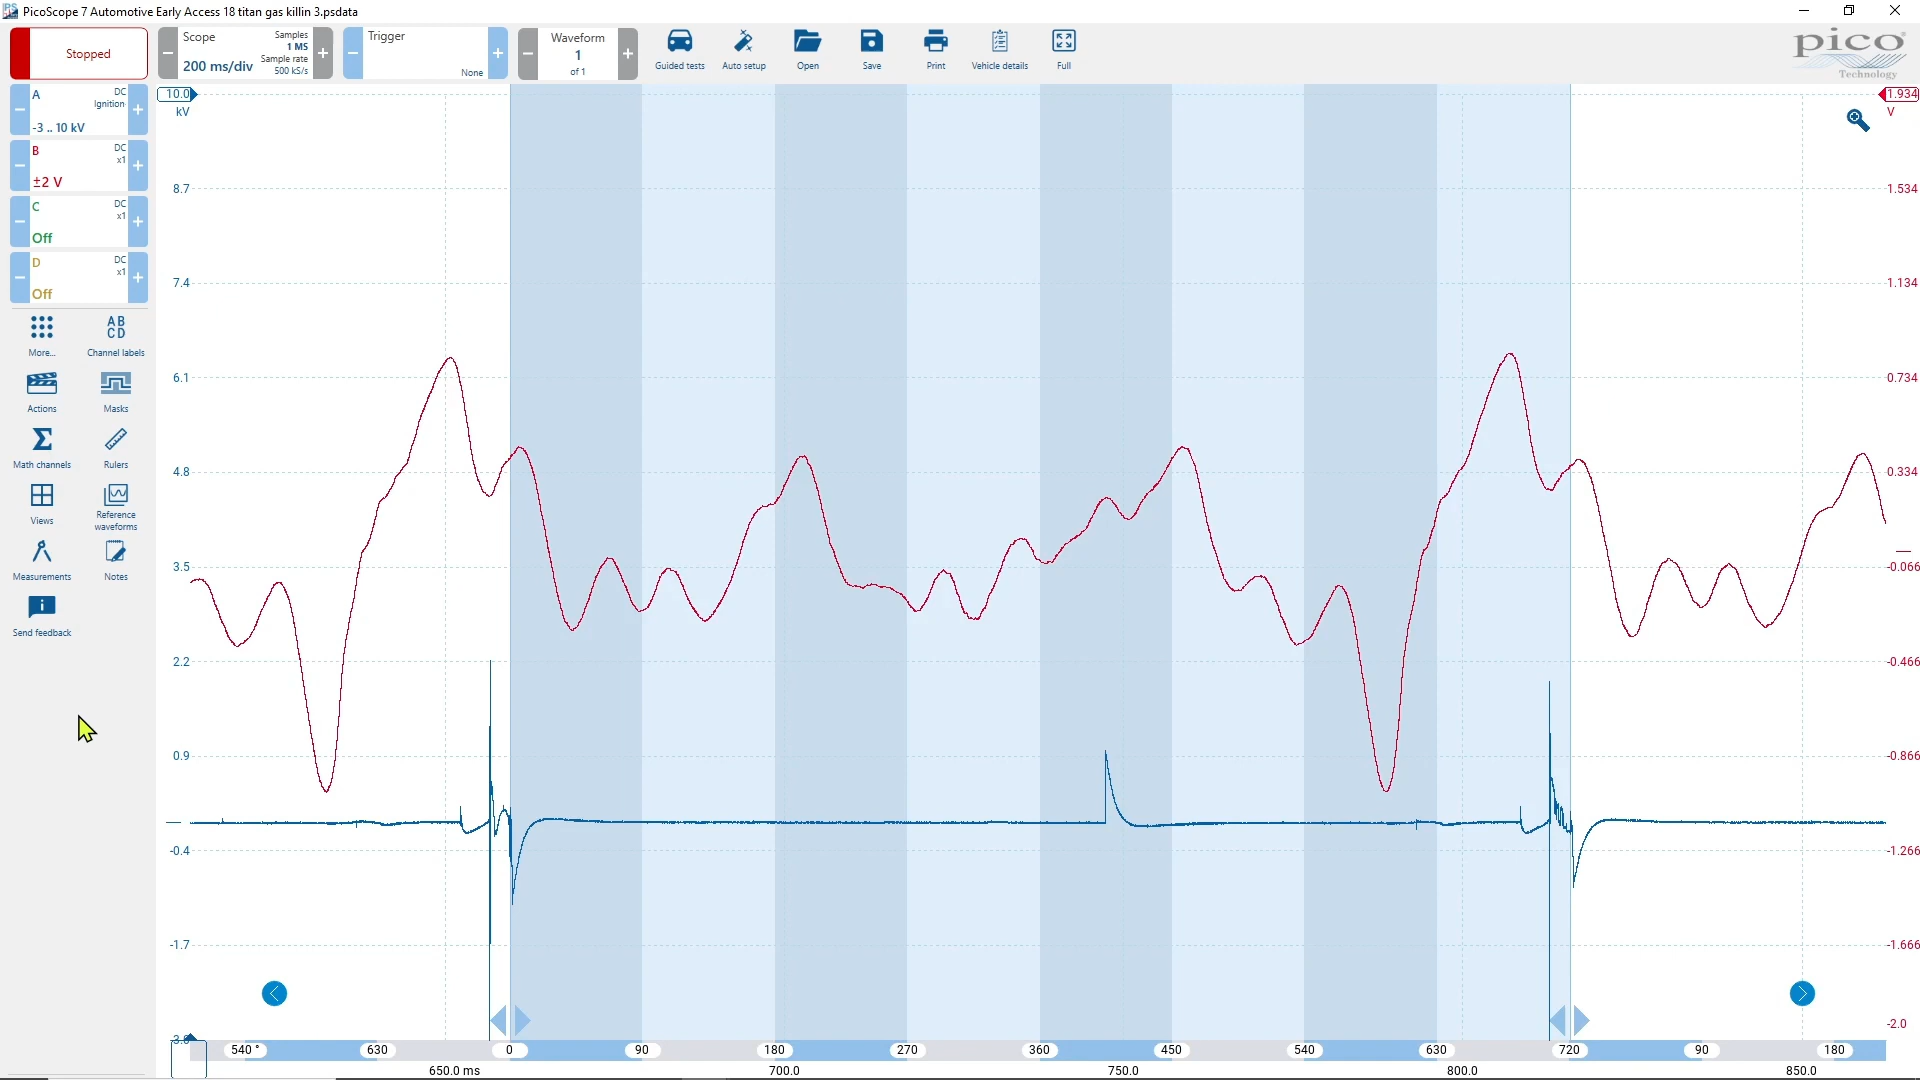 PicoScope 7 Automotive Early Access 18 titan gas killin 3.psdata
Stopped
Scope
200 ms/div
Samples
1 MS
Sample rate
500 kS/s
Trigger
None
Waveform
1
of 1
Guided tests
Auto setup
Open
Save
Print
Vehicle details
Full
pico
Technology
A
DC
Ignition
-3 .. 10 kV
B
DC
x1
±2 V
C
DC
x1
Off
D
DC
x1
Off
More...
A B
C D
Channel labels
Actions
Masks
Math channels
Rulers
Views
Reference
waveforms
Measurements
Notes
Send feedback
10.0
kV
8.7
7.4
6.1
4.8
3.5
2.2
0.9
-0.4
-1.7
1.934
V
1.534
1.134
0.734
0.334
-0.066
-0.466
-0.866
-1.266
-1.666
-2.0
540 ° 630 0 90 180 270 360 450 540 630 720 90 180
650.0 ms 700.0 750.0 800.0 850.0